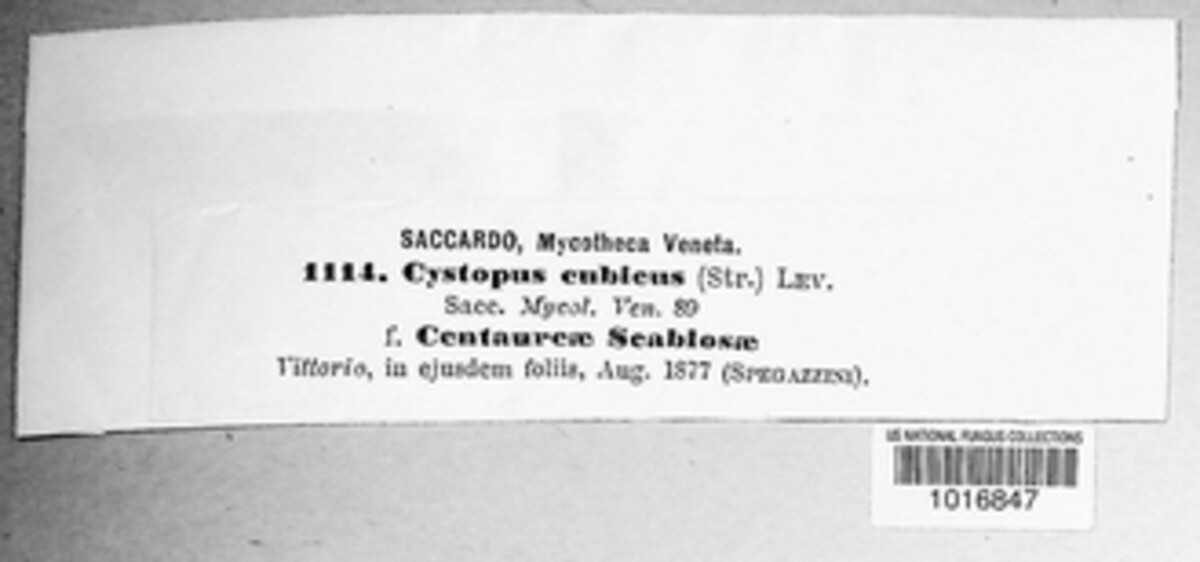 SACCARDO, Mycotheca Veneta.
1114. Cystopus cubicus (Str.) Lev.
Sacc. Mycol. Ven. 89
f. Centaureæ Scabiosæ
Vittorio, in ejusdem foliis, Aug. 1877 (SPEGAZZINI).
US NATIONAL FUNGUS COLLECTIONS
1016847